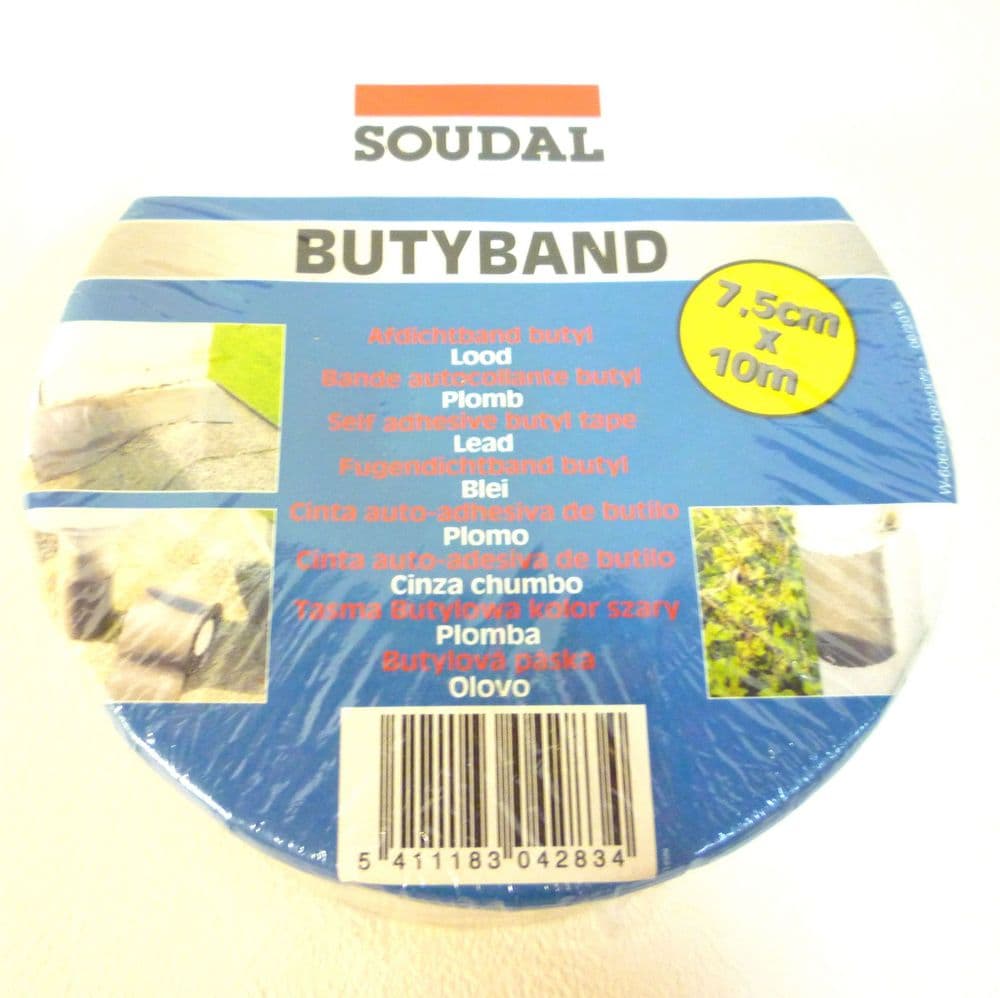 SOUDAL
BUTYBAND
7,5cm
x
10m
Afdichtband butyl
Lood
Bande autocollante butyl
Plomb
Self adhesive butyl tape
Lead
Fugendichtband butyl
Blei
Cinta auto-adhesiva de butilo
Plomo
Cinta auto-adesiva de butilo
Cinza chumbo
Tasma Butylowa kolor szary
Plomba
Butylová páska
Olovo
5 411183 042834